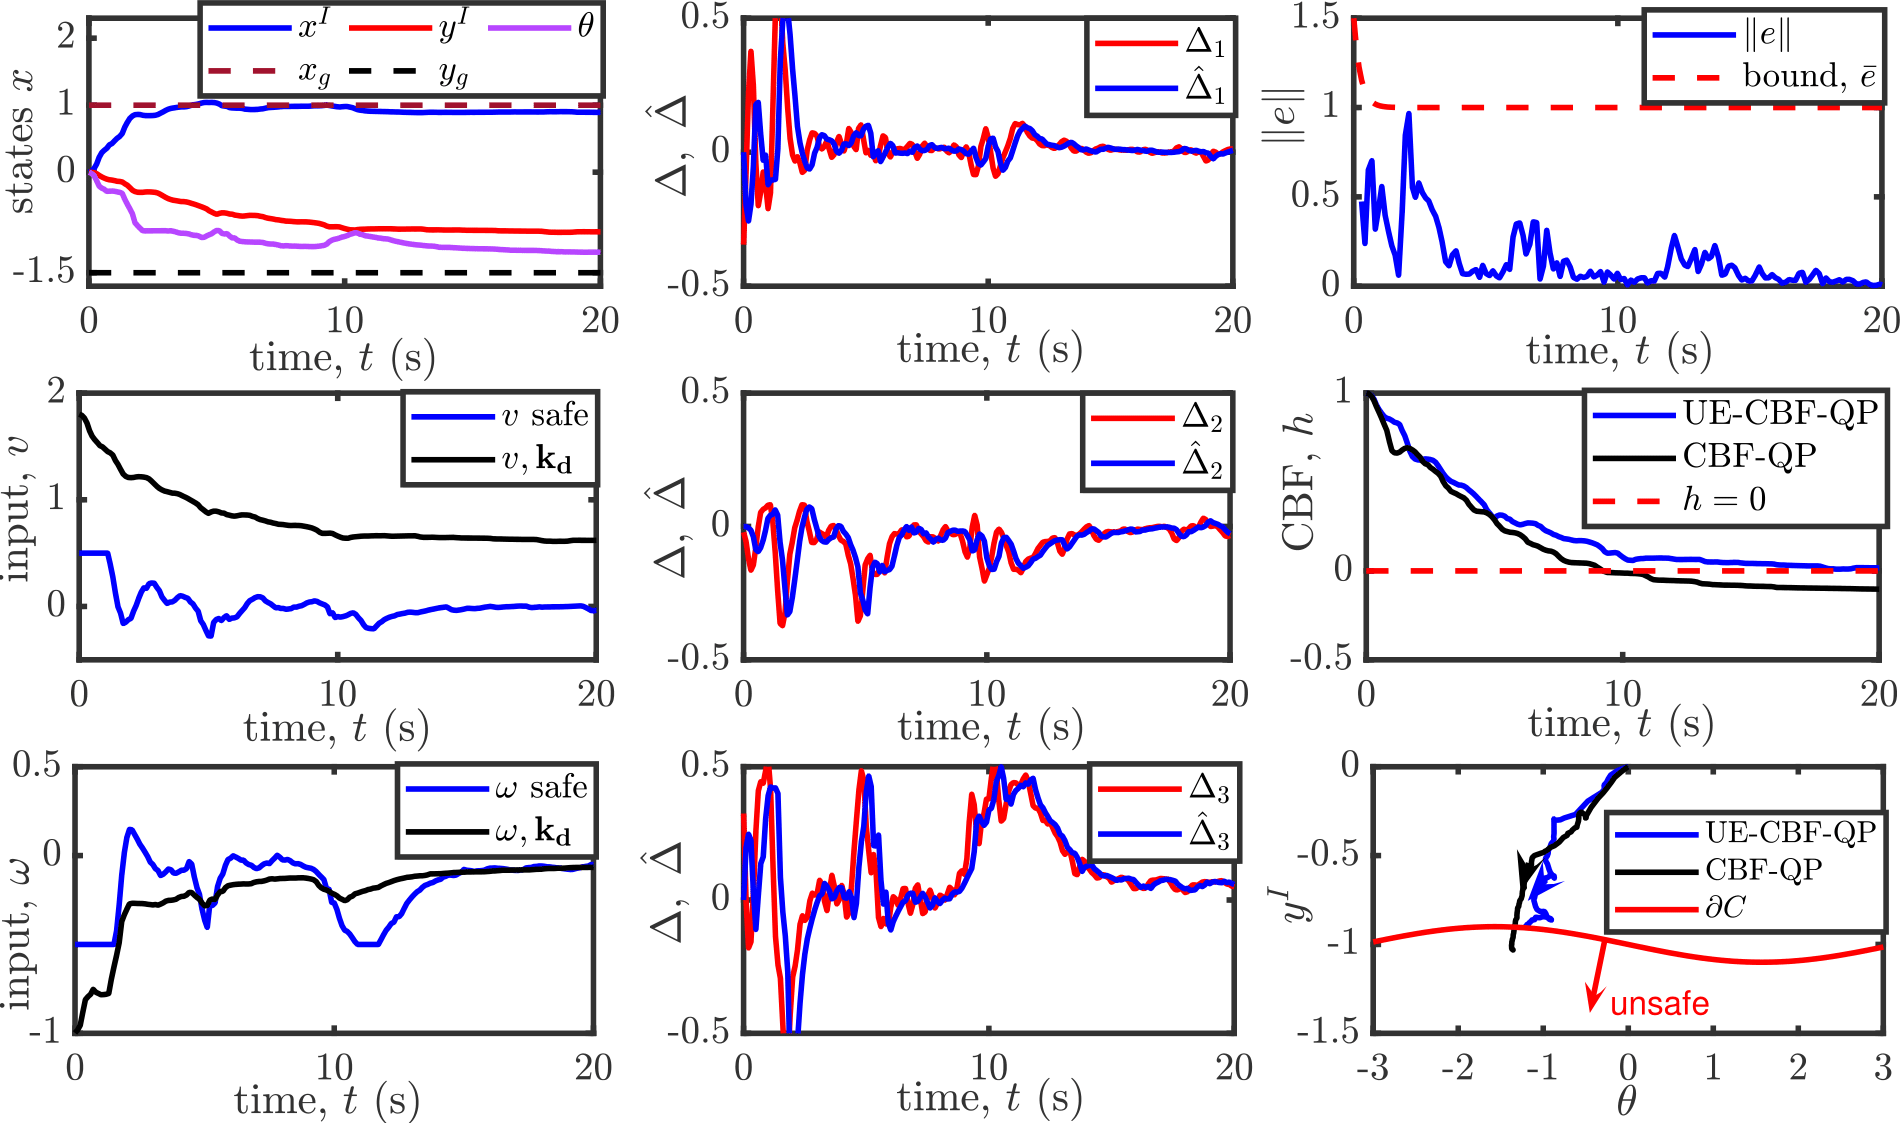 x^I y^I θ
x_g y_g
states x
2
1
0
-1.5
0 10 20
time, t (s)
Δ_1
Δ̂_1
Δ, Δ̂
0.5
0
-0.5
0 10 20
time, t (s)
‖e‖
bound, ē
‖e‖
1.5
1
0.5
0
0 10 20
time, t (s)
v safe
v, k_d
input, v
2
1
0
0 10 20
time, t (s)
Δ_2
Δ̂_2
Δ, Δ̂
0.5
0
-0.5
0 10 20
time, t (s)
UE-CBF-QP
CBF-QP
h = 0
CBF, h
1
0
-0.5
0 10 20
time, t (s)
ω safe
ω, k_d
input, ω
0.5
0
-1
0 10 20
time, t (s)
Δ_3
Δ̂_3
Δ, Δ̂
0.5
0
-0.5
0 10 20
time, t (s)
UE-CBF-QP
CBF-QP
∂C
unsafe
y^I
0
-0.5
-1
-1.5
-3 -2 -1 0 1 2 3
θ